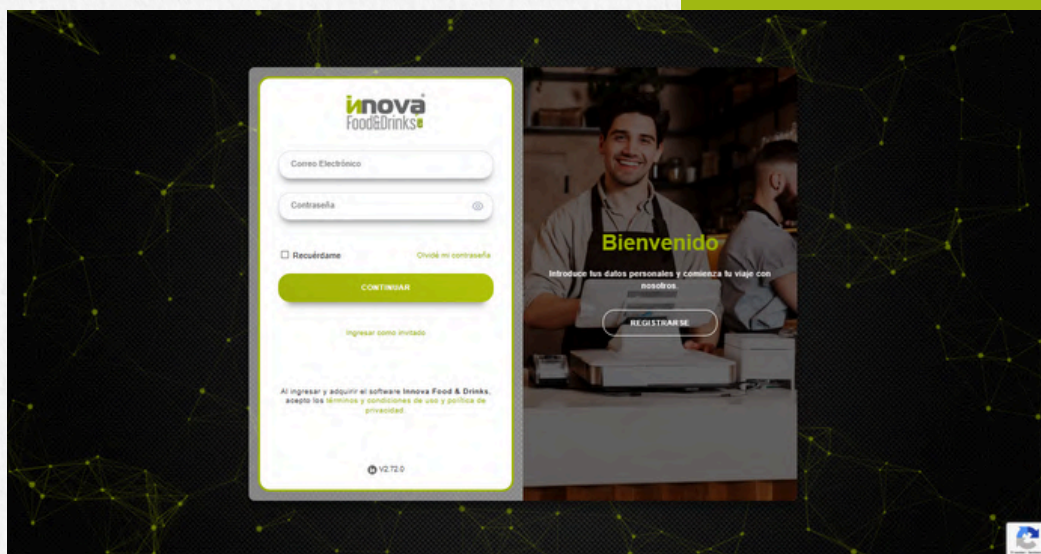 innova
Food&Drinks
Correo Electrónico
Contraseña
Recuérdame
Olvidé mi contraseña
CONTINUAR
Ingresar como invitado
Al ingresar y adquirir el software Innova Food & Drinks,
acepto los términos y condiciones de uso y política de
privacidad
V2.72.0
Bienvenido
Introduce tus datos personales y comienza tu viaje con
nosotros.
REGISTRARSE